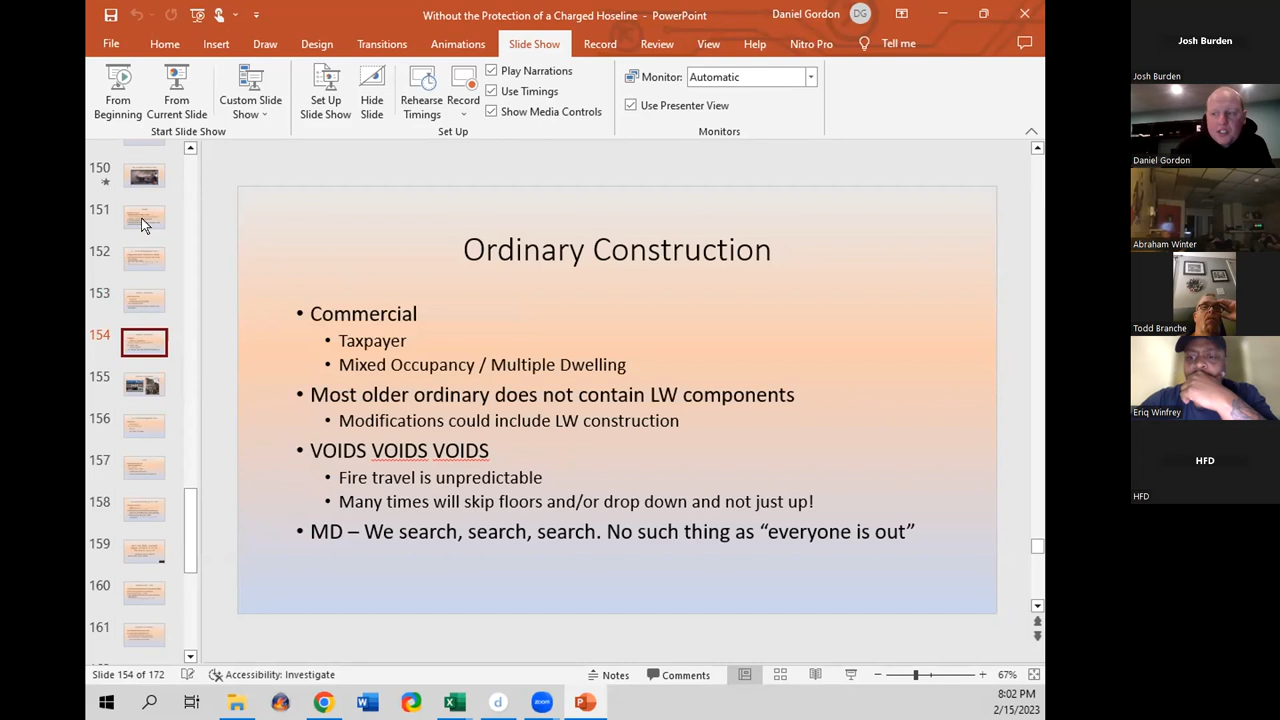 Without the Protection of a Charged Hoseline - PowerPoint
Daniel Gordon
DG
File
Home
Insert
Draw
Design
Transitions
Animations
Slide Show
Record
Review
View
Help
Nitro Pro
Tell me
From Beginning
From Current Slide
Custom Slide Show
Set Up Slide Show
Hide Slide
Rehearse Timings
Record
Play Narrations
Use Timings
Show Media Controls
Monitor: Automatic
Use Presenter View
Start Slide Show
Set Up
Monitors
150
151
152
153
154
155
156
157
158
159
160
161
Ordinary Construction
• Commercial
• Taxpayer
• Mixed Occupancy / Multiple Dwelling
• Most older ordinary does not contain LW components
• Modifications could include LW construction
• VOIDS VOIDS VOIDS
• Fire travel is unpredictable
• Many times will skip floors and/or drop down and not just up!
• MD – We search, search, search. No such thing as “everyone is out”
Slide 154 of 172
Accessibility: Investigate
Notes
Comments
67%
8:02 PM
2/15/2023
Josh Burden
Josh Burden
Daniel Gordon
Abraham Winter
Todd Branche
Eriq Winfrey
HFD
HFD